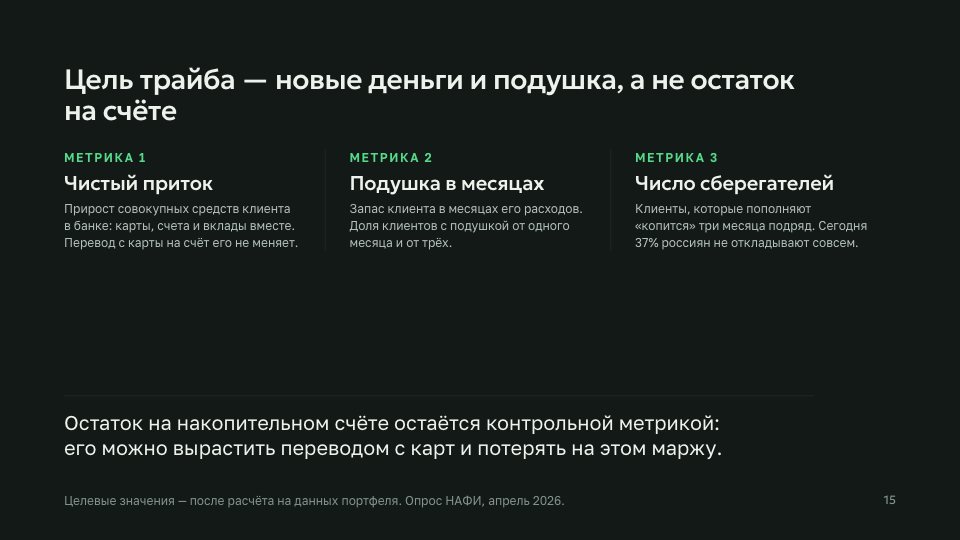 Цель трайба — новые деньги и подушка, а не остаток
на счёте
МЕТРИКА 1
Чистый приток
Прирост совокупных средств клиента
в банке: карты, счета и вклады вместе.
Перевод с карты на счёт его не меняет.
МЕТРИКА 2
Подушка в месяцах
Запас клиента в месяцах его расходов.
Доля клиентов с подушкой от одного
месяца и от трёх.
МЕТРИКА 3
Число сберегателей
Клиенты, которые пополняют
«копится» три месяца подряд. Сегодня
37% россиян не откладывают совсем.
Остаток на накопительном счёте остаётся контрольной метрикой:
его можно вырастить переводом с карт и потерять на этом маржу.
Целевые значения — после расчёта на данных портфеля. Опрос НАФИ, апрель 2026.
15